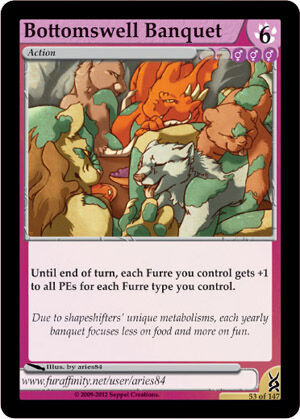 Bottomswell Banquet
6
Action
Until end of turn, each Furre you control gets +1
to all PEs for each Furre type you control.
Due to shapeshifters' unique metabolisms, each yearly
banquet focuses less on food and more on fun.
Illus. by aries84
www.furaffinity.net/user/aries84
53 of 147
© 2009-2012 Seppel Creations.